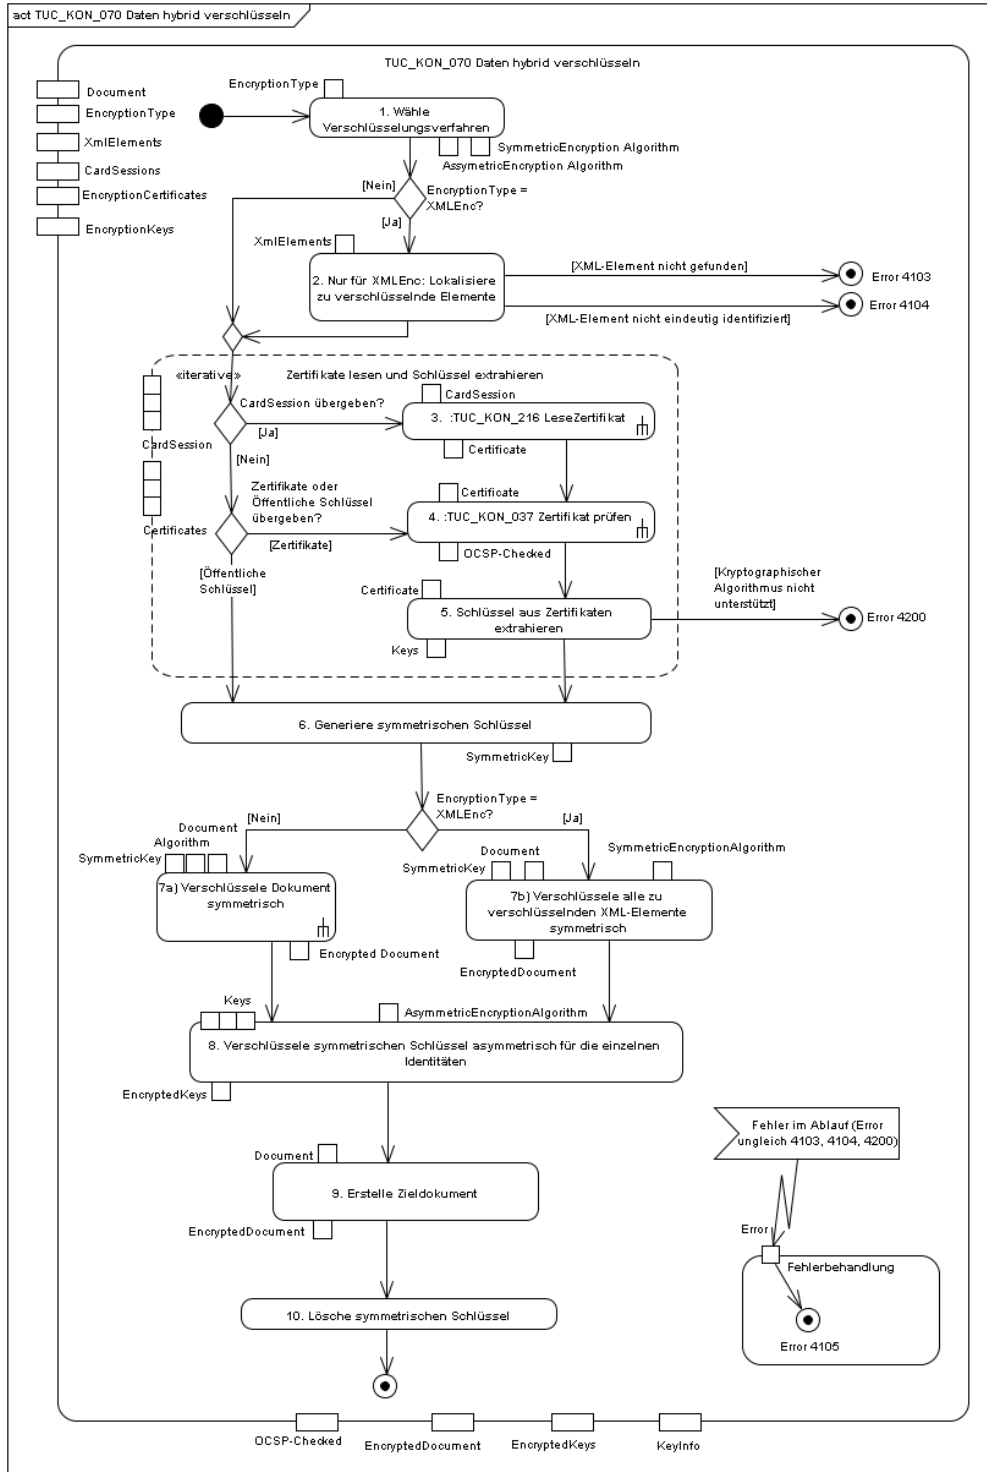 act TUC_KON_070 Daten hybrid verschlüsseln
TUC_KON_070 Daten hybrid verschlüsseln
Document
EncryptionType
XmlElements
CardSessions
EncryptionCertificates
EncryptionKeys
EncryptionType
1. Wähle
Verschlüsselungsverfahren
SymmetricEncryption Algorithm
AssymetricEncryption Algorithm
[Nein]
EncryptionType =
XMLEnc?
[Ja]
XmlElements
2. Nur für XMLEnc: Lokalisiere
zu verschlüsselnde Elemente
[XML-Element nicht gefunden]
Error 4103
Error 4104
[XML-Element nicht eindeutig identifiziert]
«iterative»
Zertifikate lesen und Schlüssel extrahieren
CardSession übergeben?
CardSession
3. :TUC_KON_216 LeseZertifikat
[Ja]
CardSession
Certificate
[Nein]
Zertifikate oder
Öffentliche Schlüssel
übergeben?
Certificate
4. :TUC_KON_037 Zertifikat prüfen
Certificates
[Zertifikate]
OCSP-Checked
[Öffentliche
Schlüssel]
Certificate
5. Schlüssel aus Zertifikaten
extrahieren
Keys
[Kryptographischer
Algorithmus nicht
unterstützt]
Error 4200
6. Generiere symmetrischen Schlüssel
SymmetricKey
EncryptionType =
XMLEnc?
[Nein]
[Ja]
Document
Algorithm
SymmetricKey
7a) Verschlüssele Dokument
symmetrisch
Encrypted Document
Document
SymmetricKey
SymmetricEncryptionAlgorithm
7b) Verschlüssele alle zu
verschlüsselnden XML-Elemente
symmetrisch
EncryptedDocument
Keys
AsymmetricEncryptionAlgorithm
8. Verschlüssele symmetrischen Schlüssel asymmetrisch für die einzelnen
Identitäten
EncryptedKeys
Document
9. Erstelle Zieldokument
EncryptedDocument
10. Lösche symmetrischen Schlüssel
Fehler im Ablauf (Error
ungleich 4103, 4104, 4200)
Error
Fehlerbehandlung
Error 4105
OCSP-Checked
EncryptedDocument
EncryptedKeys
KeyInfo